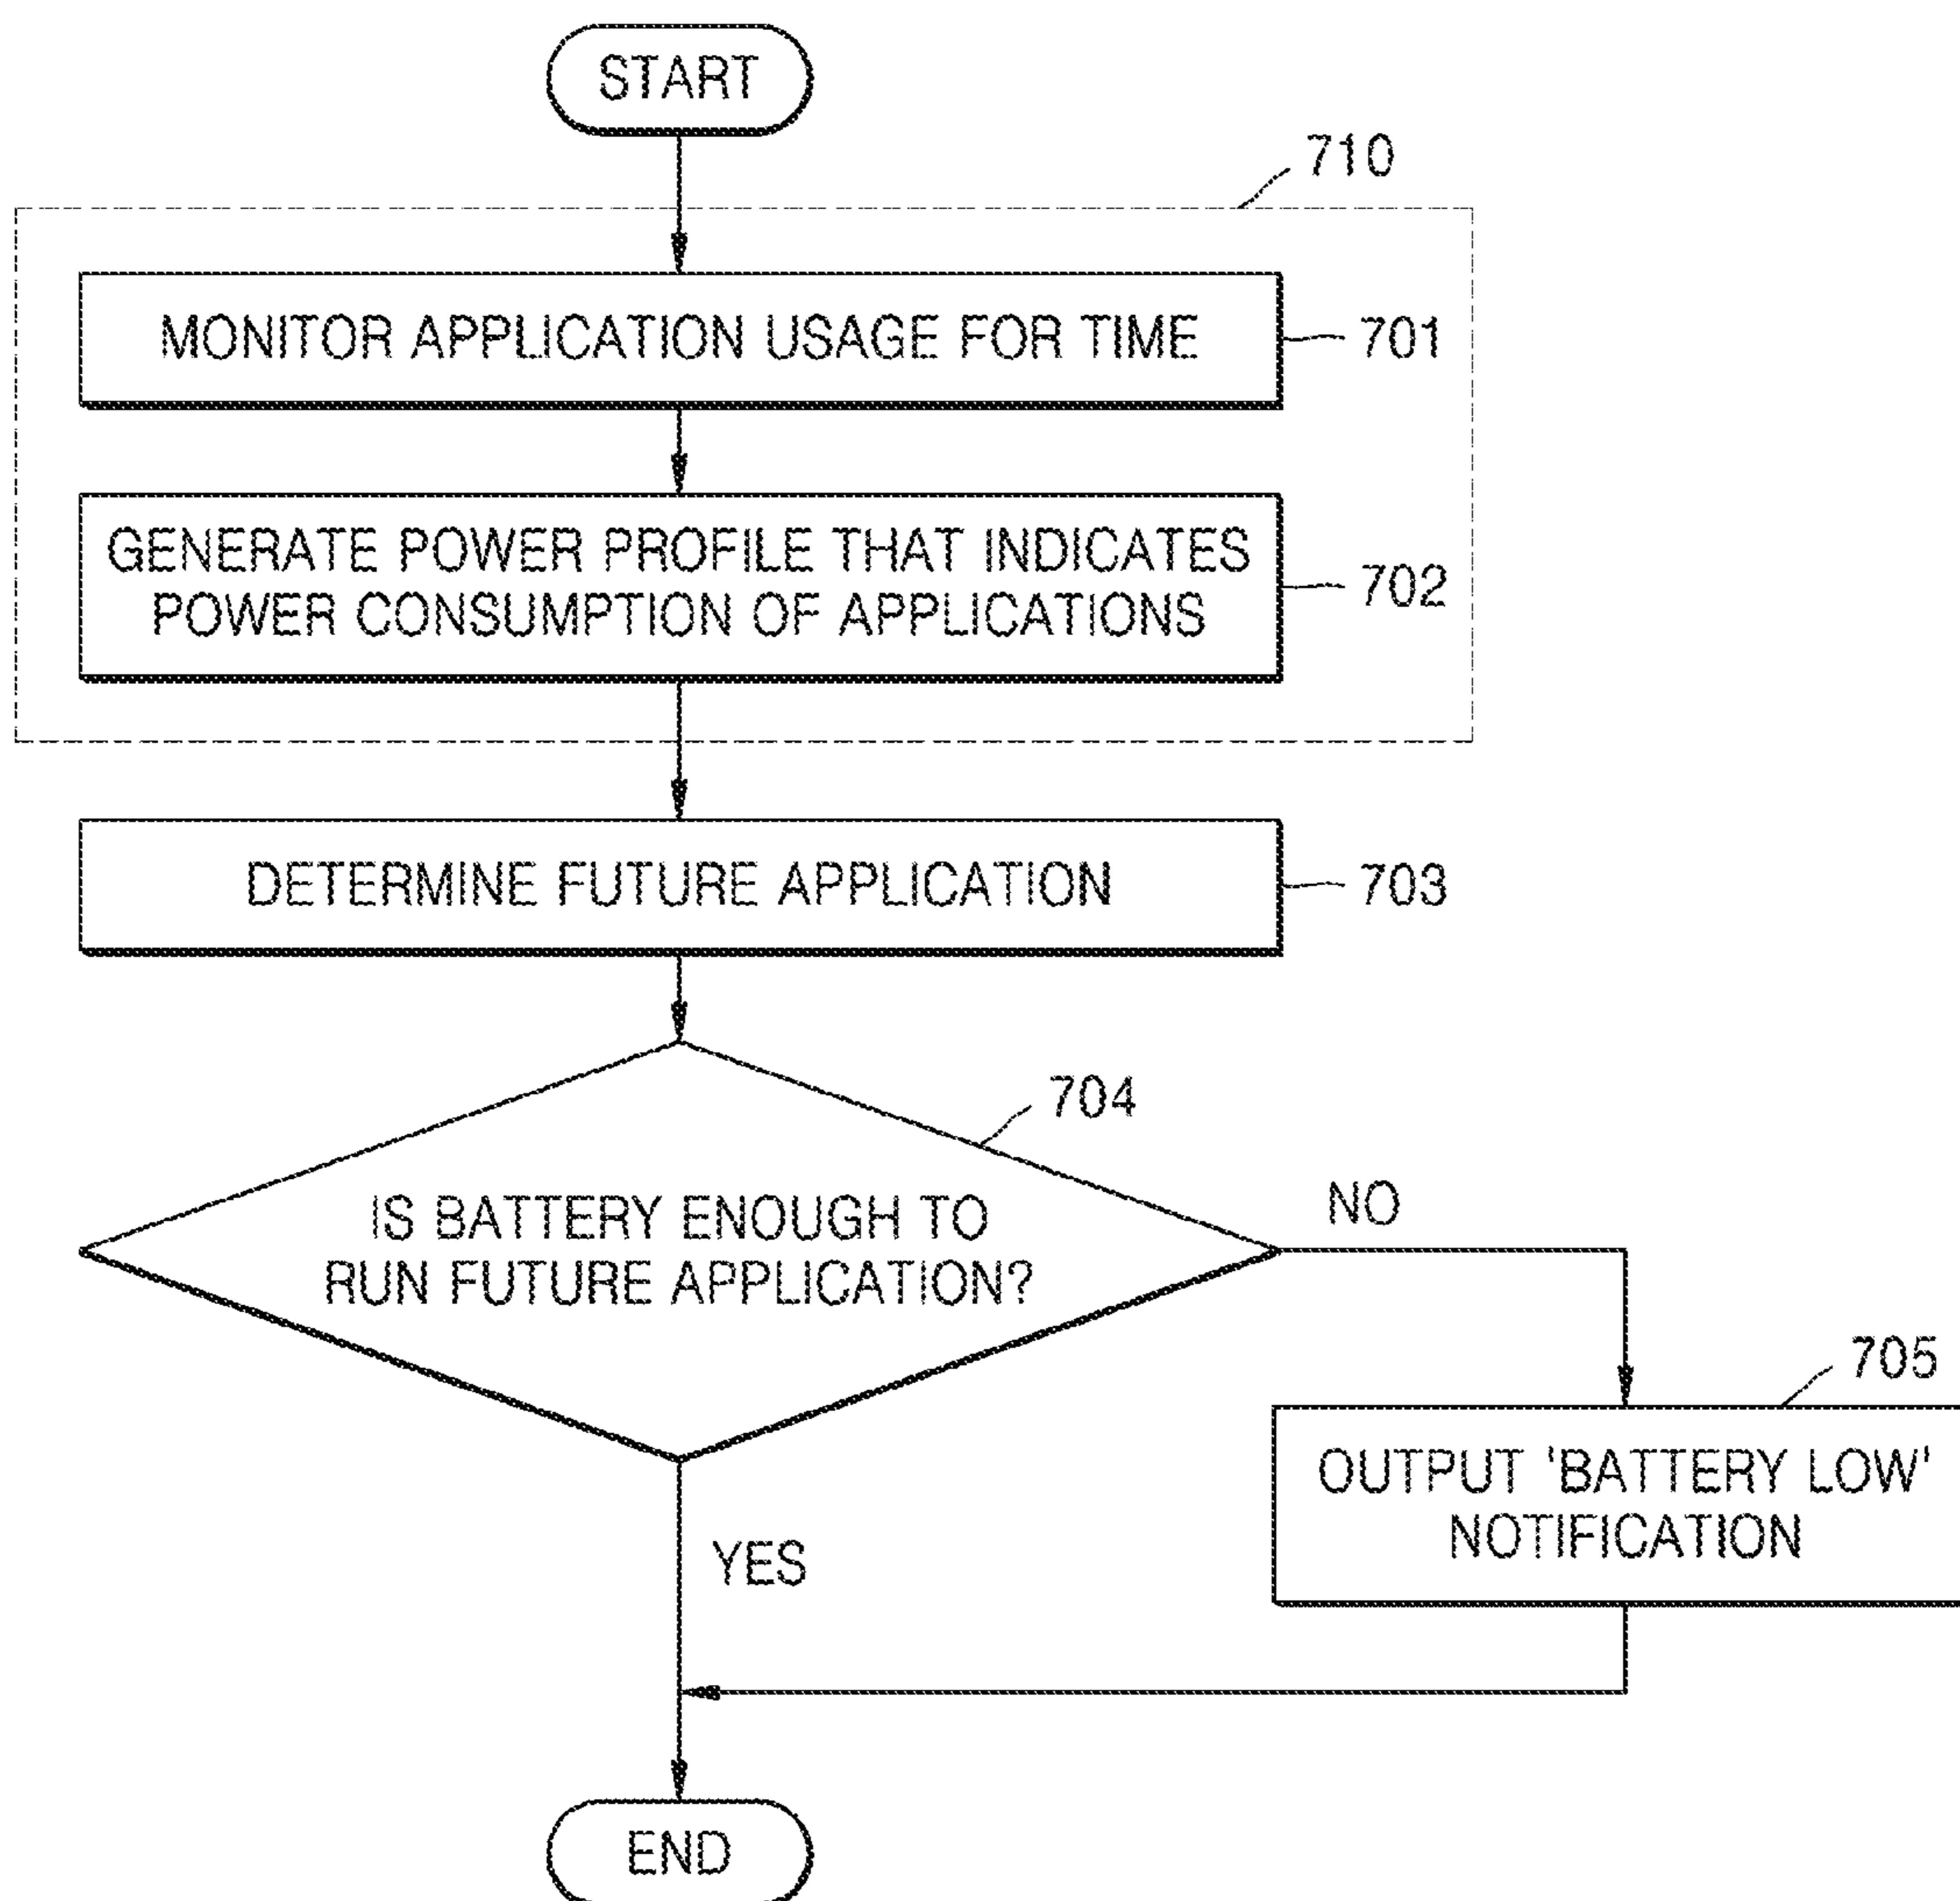 START
710
MONITOR APPLICATION USAGE FOR TIME
701
GENERATE POWER PROFILE THAT INDICATES
POWER CONSUMPTION OF APPLICATIONS
702
DETERMINE FUTURE APPLICATION
703
704
IS BATTERY ENOUGH TO
RUN FUTURE APPLICATION?
NO
705
OUTPUT 'BATTERY LOW'
NOTIFICATION
YES
END